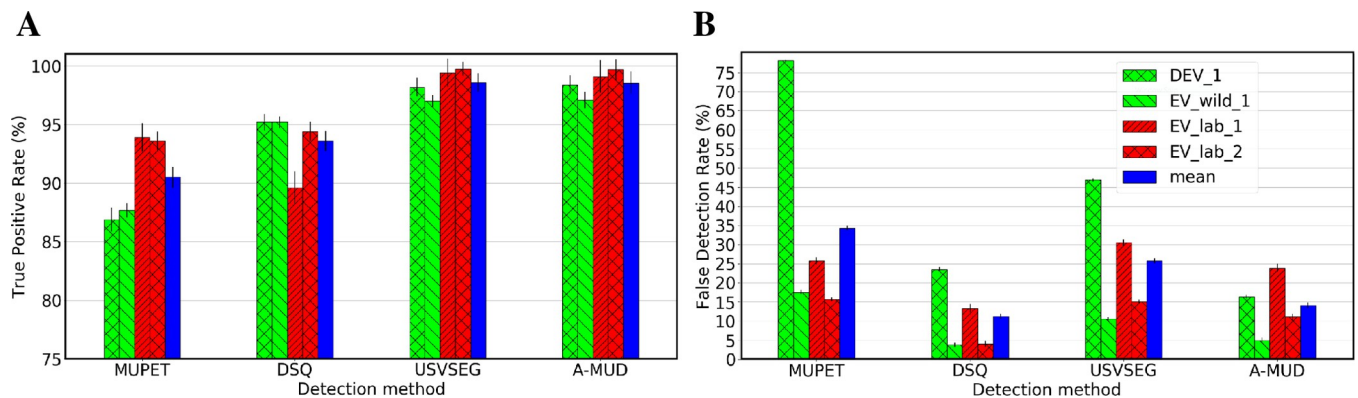 A
True Positive Rate (%)
100
95
90
85
80
75
MUPET DSQ USVSEG A-MUD
Detection method
B
False Detection Rate (%)
75
70
65
60
55
50
45
40
35
30
25
20
15
10
5
0
DEV_1
EV_wild_1
EV_lab_1
EV_lab_2
mean
MUPET DSQ USVSEG A-MUD
Detection method